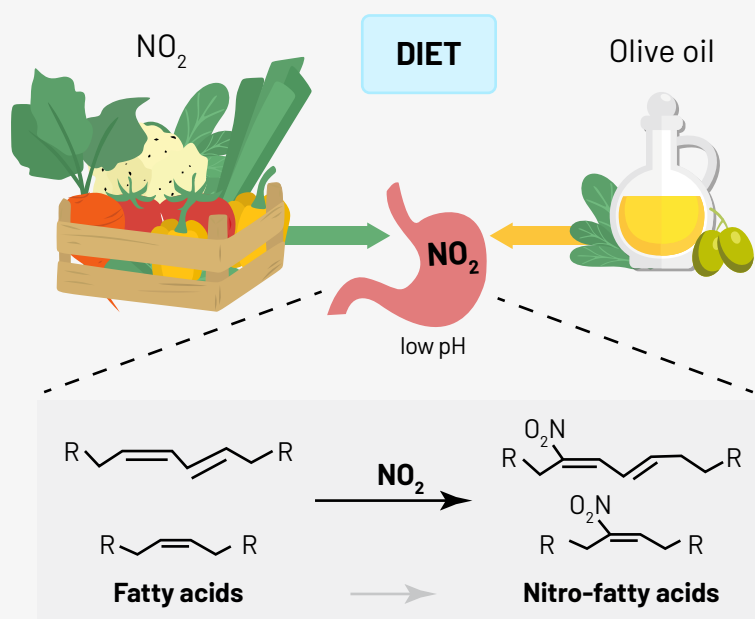 NO₂
DIET
Olive oil
NO₂
low pH
R
R
NO₂
O₂N
R
R
R
R
O₂N
R
R
Fatty acids
Nitro-fatty acids